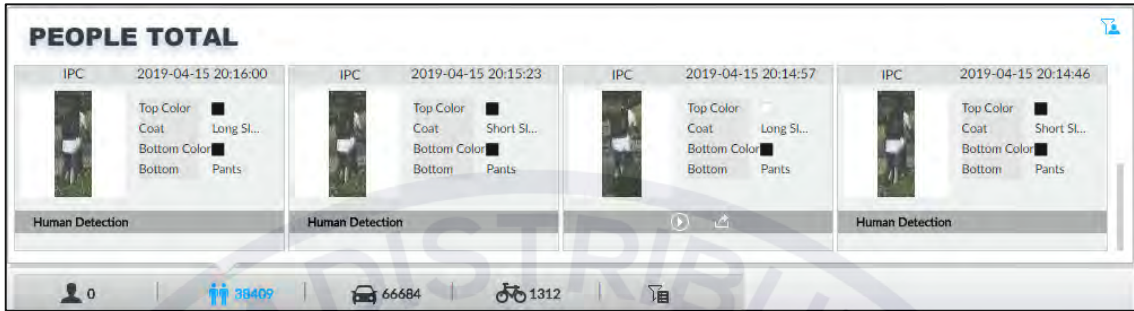 PEOPLE TOTAL
IPC 2019-04-15 20:16:00
Top Color
Coat Long Sl...
Bottom Color
Bottom Pants
Human Detection
IPC 2019-04-15 20:15:23
Top Color
Coat Short Sl...
Bottom Color
Bottom Pants
Human Detection
IPC 2019-04-15 20:14:57
Top Color
Coat Long Sl...
Bottom Color
Bottom Pants
IPC 2019-04-15 20:14:46
Top Color
Coat Short Sl...
Bottom Color
Bottom Pants
Human Detection
0 38409 66684 1312
DISTRIBU